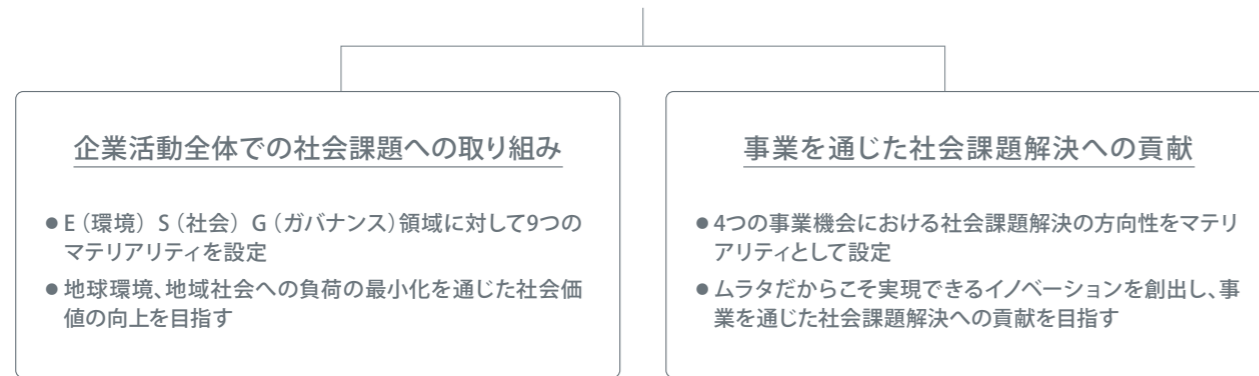 企業活動全体での社会課題への取り組み
●E（環境）S（社会）G（ガバナンス）領域に対して9つの
マテリアリティを設定
●地球環境、地域社会への負荷の最小化を通じた社会価
値の向上を目指す
事業を通じた社会課題解決への貢献
●4つの事業機会における社会課題解決の方向性をマテリ
アリティとして設定
●ムラタだからこそ実現できるイノベーションを創出し、事
業を通じた社会課題解決への貢献を目指す